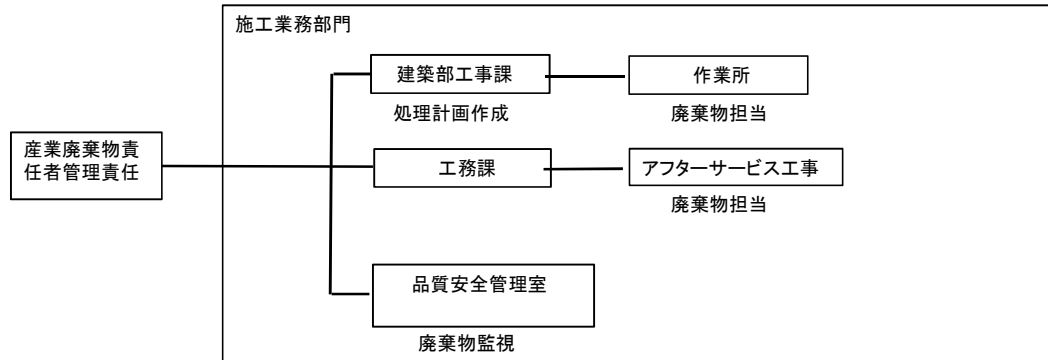 施工業務部門
建築部工事課
作業所
処理計画作成
廃棄物担当
産業廃棄物責
任者管理責任
工務課
アフターサービス工事
廃棄物担当
品質安全管理室
廃棄物監視